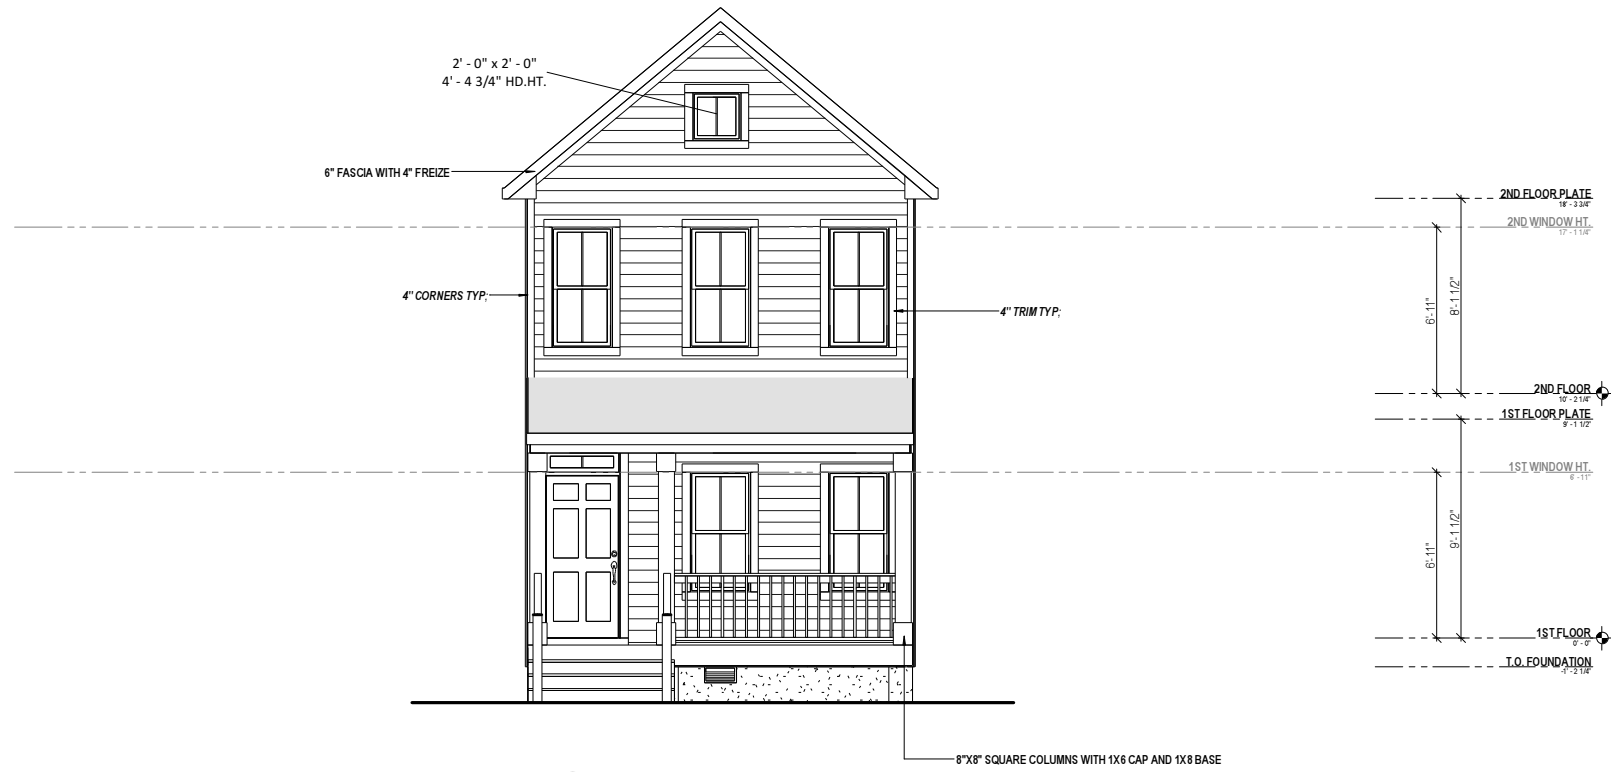 2' - 0" x 2' - 0"
4' - 4 3/4" HD.HT.
6" FASCIA WITH 4" FREIZE
2ND FLOOR PLATE
18' - 3 3/4"
2ND WINDOW HT.
17' - 1 1/4"
4" CORNERS TYP;
4" TRIM TYP;
6'-11"
8'-1 1/2"
2ND FLOOR
10' - 2 1/4"
1ST FLOOR PLATE
9' - 1 1/2"
1ST WINDOW HT.
6' - 11"
6'-11"
9'-1 1/2"
1ST FLOOR
0' - 0"
T.O. FOUNDATION
-1' - 2 1/4"
8"X8" SQUARE COLUMNS WITH 1X6 CAP AND 1X8 BASE